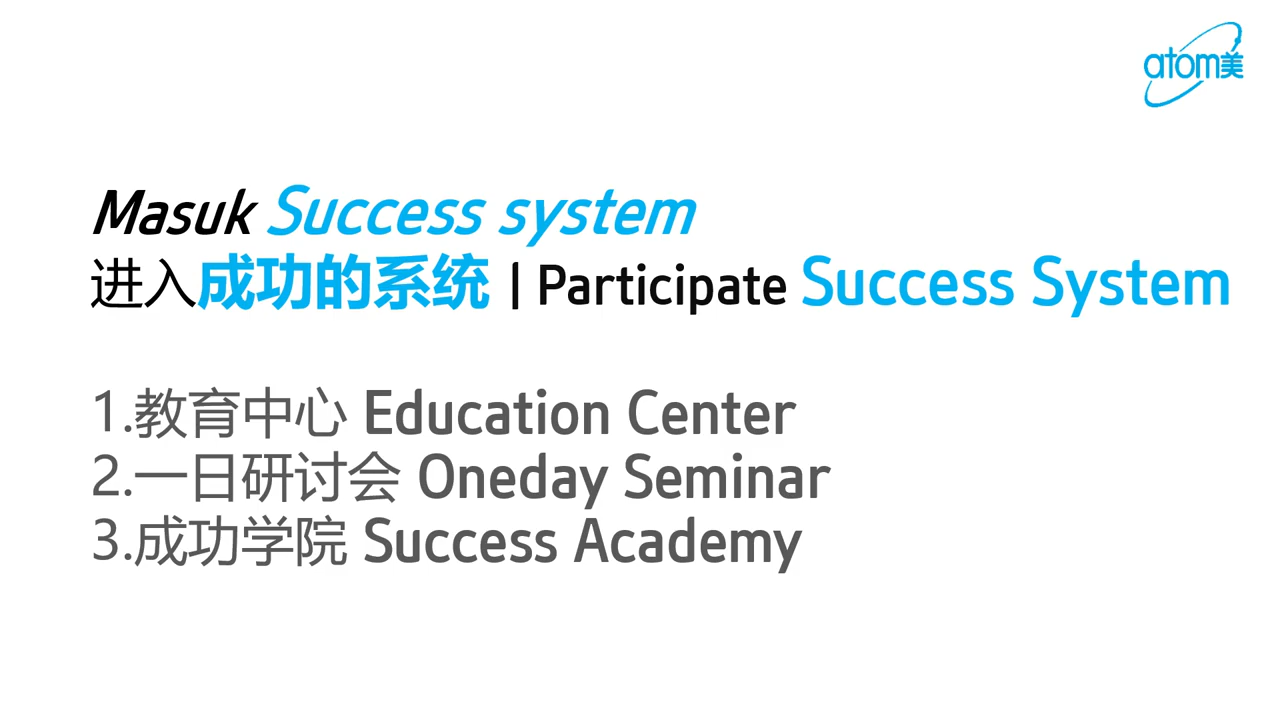 atom美
Masuk Success system
进入成功的系统 | Participate Success System
1.教育中心 Education Center
2.一日研讨会 Oneday Seminar
3.成功学院 Success Academy